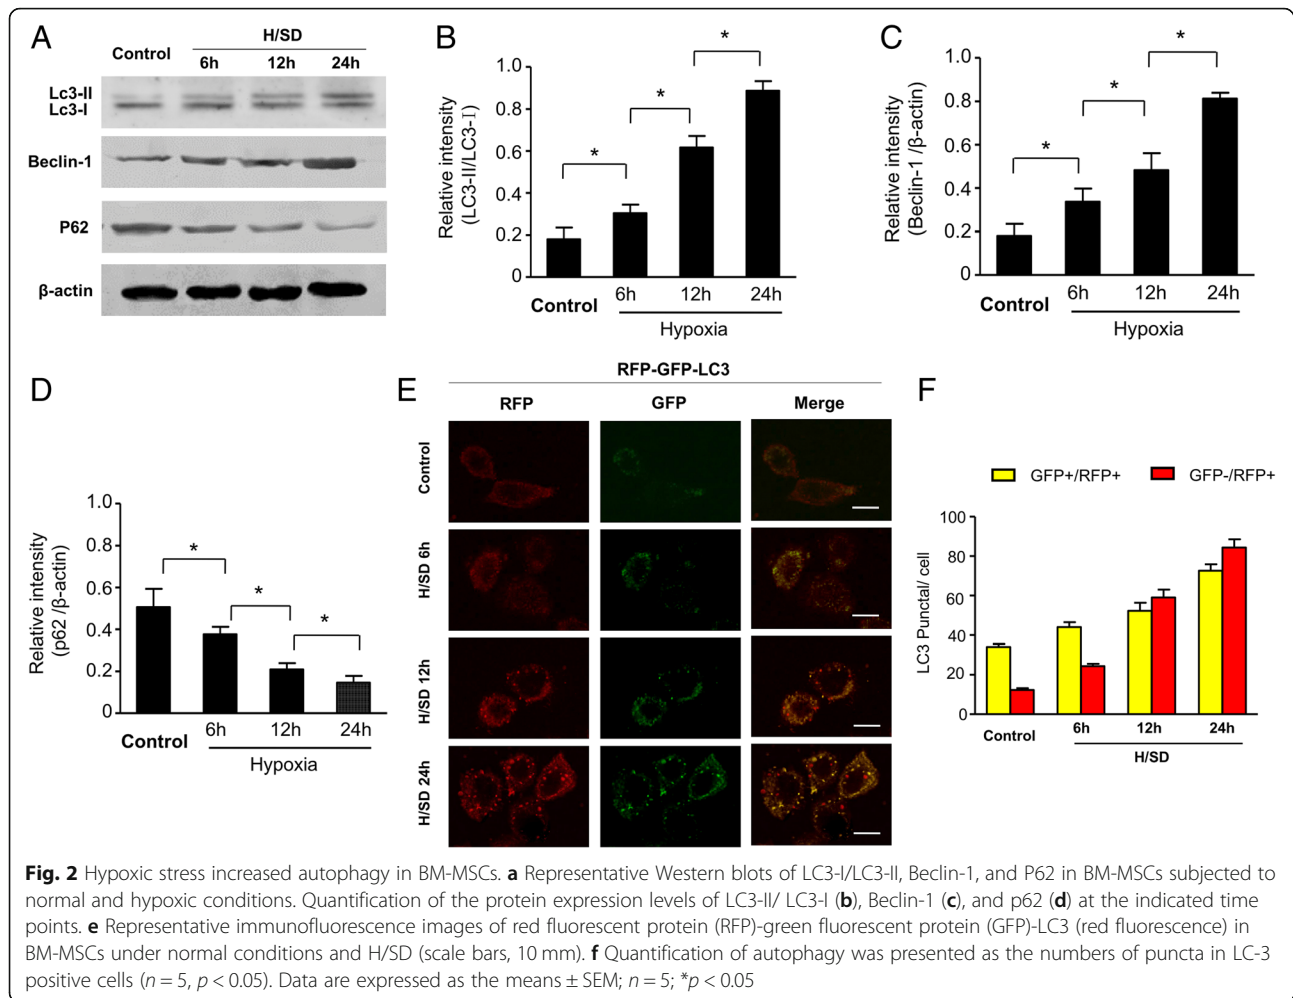 A
H/SD
Control 6h 12h 24h
Lc3-II
Lc3-I
Beclin-1
P62
β-actin
B
Relative intensity
(LC3-II/LC3-I)
1.0
0.8
0.6
0.4
0.2
0
*
*
*
Control 6h 12h 24h
Hypoxia
C
Relative intensity
(Beclin-1 /β-actin)
1.0
0.8
0.6
0.4
0.2
0
*
*
*
Control 6h 12h 24h
Hypoxia
D
Relative intensity
(p62 /β-actin)
1.0
0.8
0.6
0.4
0.2
0
*
*
*
Control 6h 12h 24h
Hypoxia
E
RFP-GFP-LC3
RFP GFP Merge
Control
H/SD 6h
H/SD 12h
H/SD 24h
F
GFP+/RFP+ GFP-/RFP+
LC3 Punctal/ cell
100
80
60
40
20
0
Control 6h 12h 24h
H/SD
Fig. 2 Hypoxic stress increased autophagy in BM-MSCs. a Representative Western blots of LC3-I/LC3-II, Beclin-1, and P62 in BM-MSCs subjected to
normal and hypoxic conditions. Quantification of the protein expression levels of LC3-II/ LC3-I (b), Beclin-1 (c), and p62 (d) at the indicated time
points. e Representative immunofluorescence images of red fluorescent protein (RFP)-green fluorescent protein (GFP)-LC3 (red fluorescence) in
BM-MSCs under normal conditions and H/SD (scale bars, 10 mm). f Quantification of autophagy was presented as the numbers of puncta in LC-3
positive cells (n = 5, p < 0.05). Data are expressed as the means ± SEM; n = 5; *p < 0.05